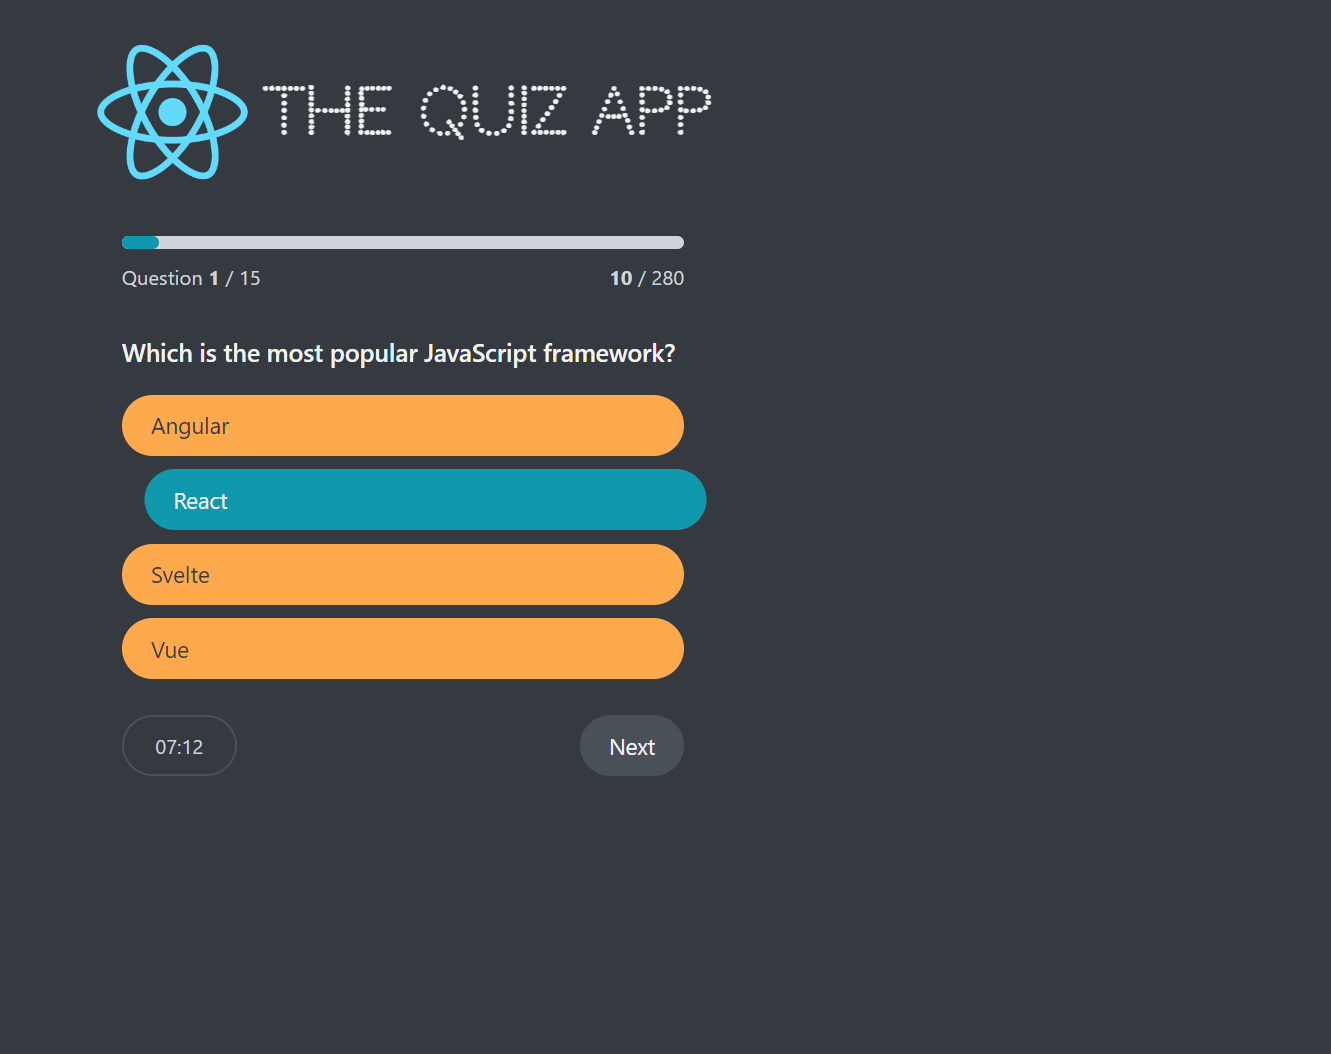 THE QUIZ APP
Question 1 / 15
10 / 280
Which is the most popular JavaScript framework?
Angular
React
Svelte
Vue
07:12
Next